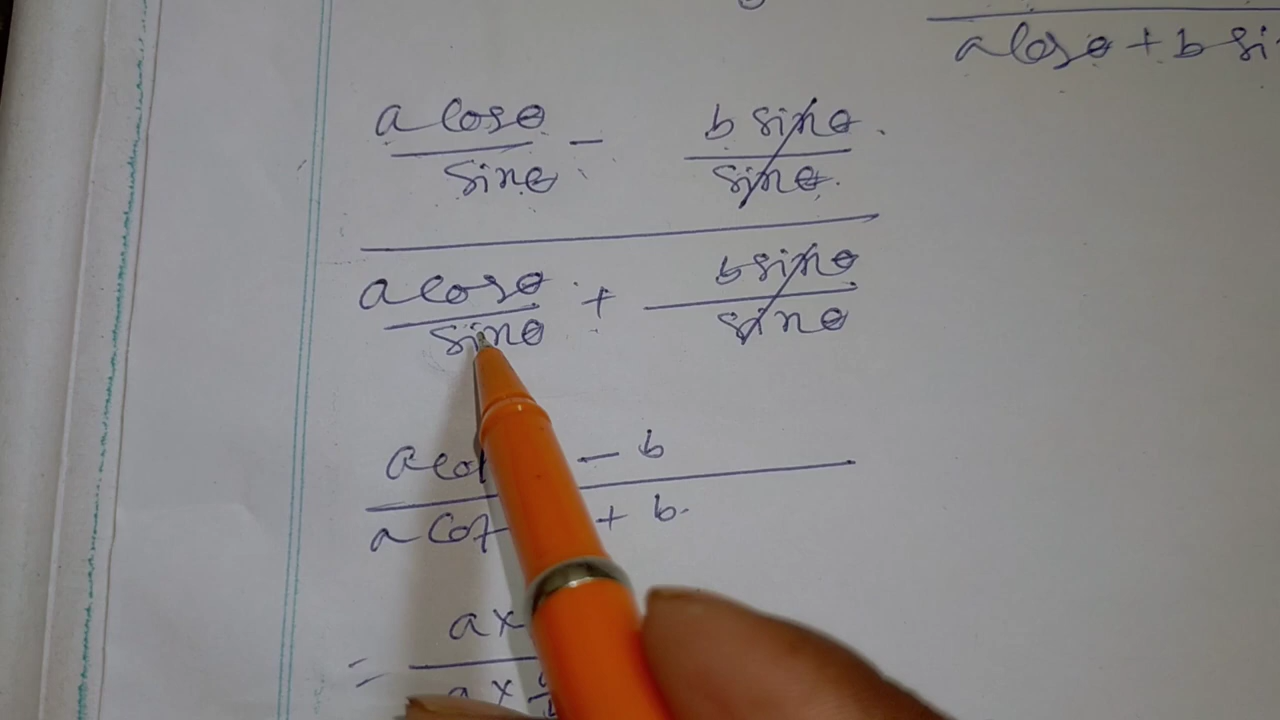 a cosθ + b si
a cosθ - b sinθ
sinθ sinθ
a cosθ + b sinθ
sinθ sinθ
a cot - b
a cot + b
= a ×
a ×